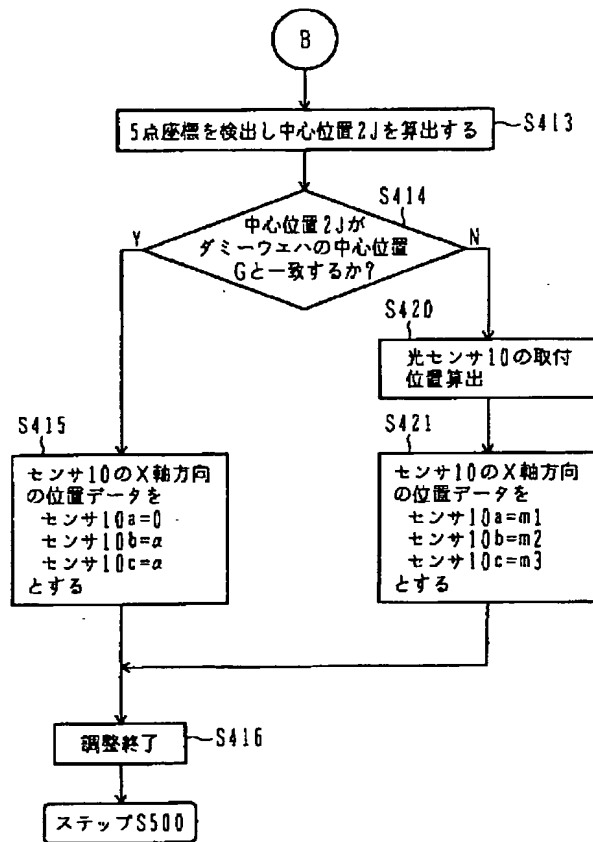 B
5点座標を検出し中心位置2Jを算出する
S413
S414
中心位置2Jが
ダミーウエハの中心位置
Gと一致するか?
Y
N
S420
光センサ10の取付
位置算出
S415
センサ10のX軸方向
の位置データを
センサ10a=0
センサ10b=α
センサ10c=α
とする
S421
センサ10のX軸方向
の位置データを
センサ10a=m1
センサ10b=m2
センサ10c=m3
とする
調整終了
S416
ステップS500